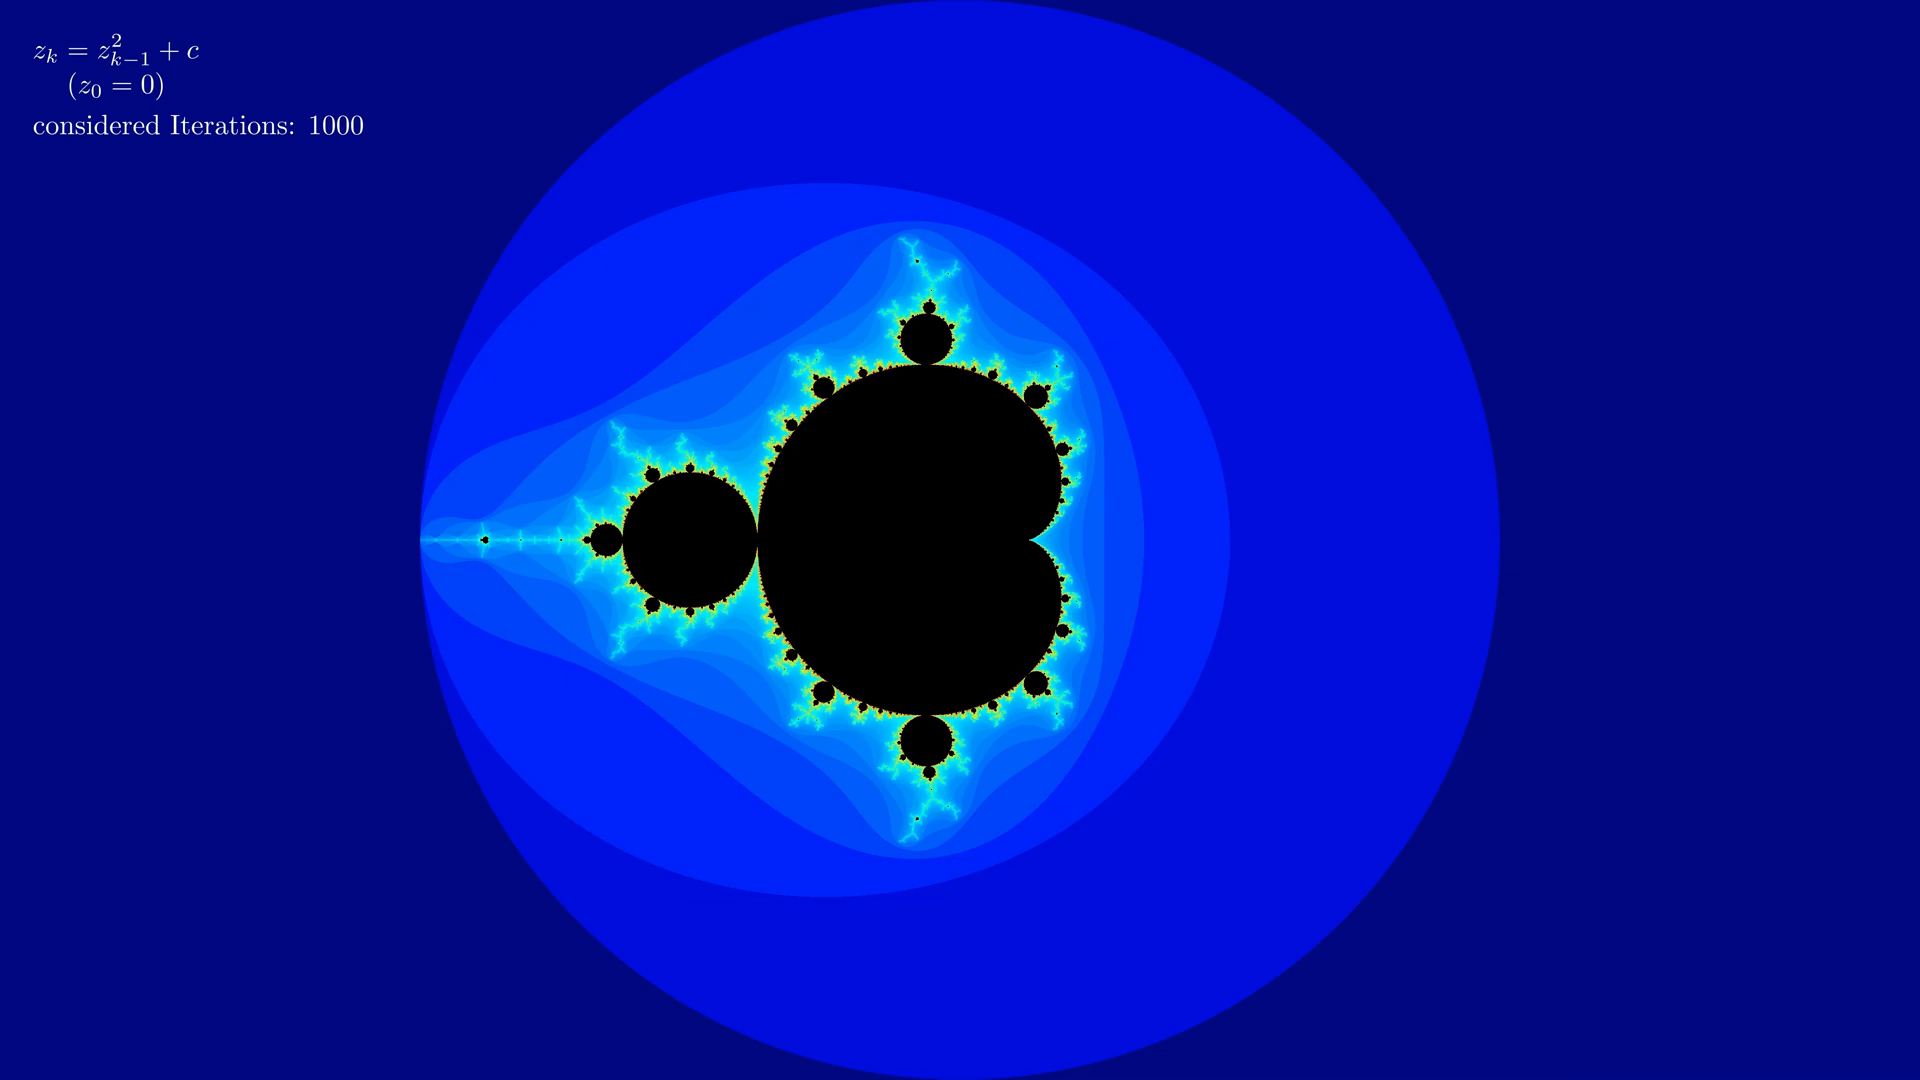 $z_k = z_{k-1}^2 + c$
$(z_0 = 0)$
considered Iterations: 1000